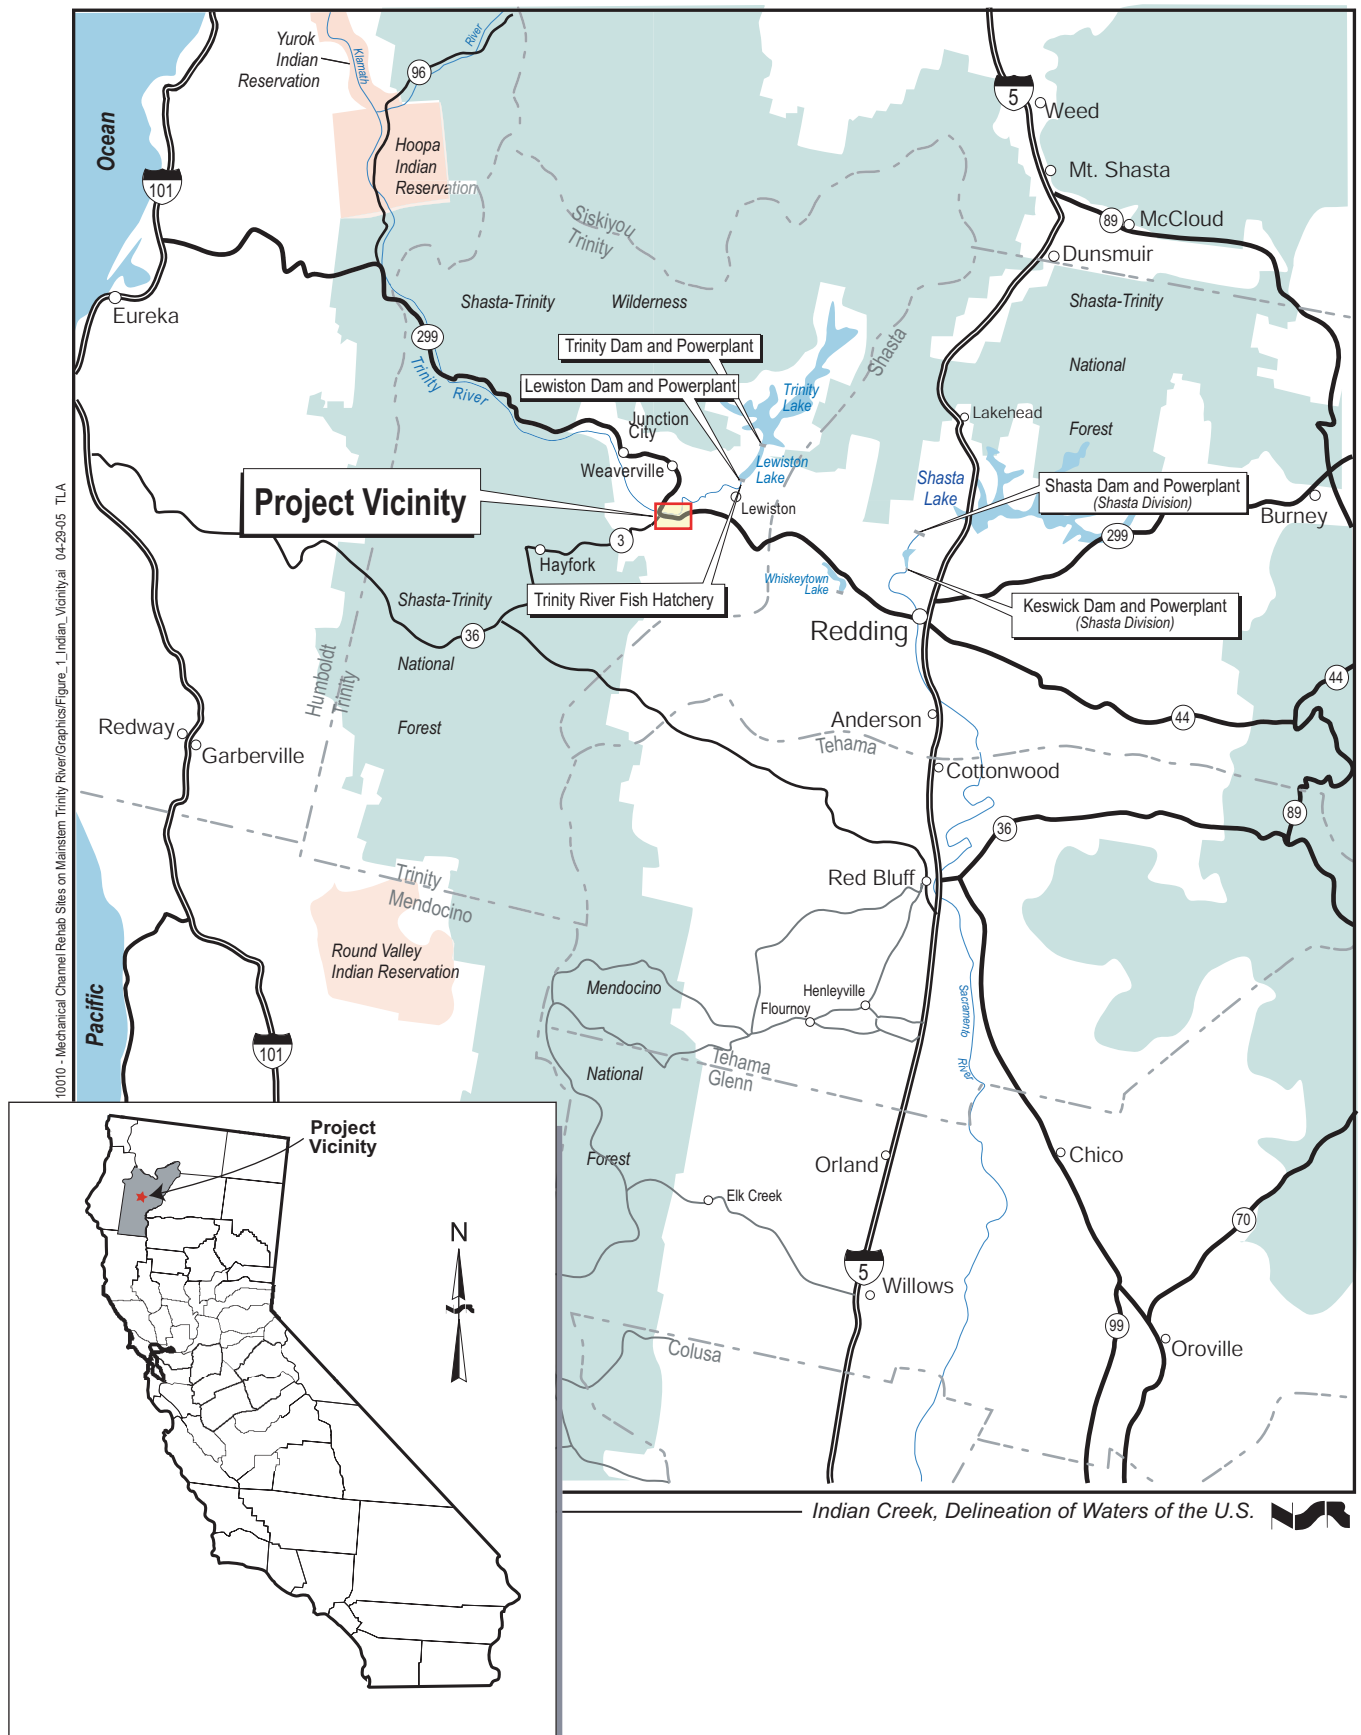 Yurok
Indian
Reservation
Klamath
River
96
Hoopa
Indian
Reservation
Ocean
101
5
Weed
Mt. Shasta
89
McCloud
Dunsmuir
Siskiyou
Trinity
Eureka
Shasta-Trinity
Wilderness
Shasta-Trinity
299
Trinity River
Trinity Dam and Powerplant
Shasta
Lewiston Dam and Powerplant
Trinity
Lake
National
Junction
City
Lakehead
Forest
Weaverville
Lewiston
Lake
Shasta
Lake
Shasta Dam and Powerplant
(Shasta Division)
Project Vicinity
Lewiston
Burney
299
3
Hayfork
Whiskeytown
Lake
Trinity River Fish Hatchery
Keswick Dam and Powerplant
(Shasta Division)
Shasta-Trinity
36
Redding
National
Humboldt
Trinity
44
44
Forest
Anderson
Redway
Garberville
Tehama
Cottonwood
89
36
Trinity
Mendocino
Red Bluff
Round Valley
Indian Reservation
Mendocino
Henleyville
Flournoy
Sacramento
River
Pacific
101
Tehama
Glenn
National
Forest
Orland
Chico
Elk Creek
70
5
Willows
99
Oroville
Colusa
Project
Vicinity
N
Indian Creek, Delineation of Waters of the U.S.
NSR
10010 - Mechanical Channel Rehab Sites on Mainstem Trinity River/Graphics/Figure_1_Indian_Vicinity.ai 04-29-05 TLA